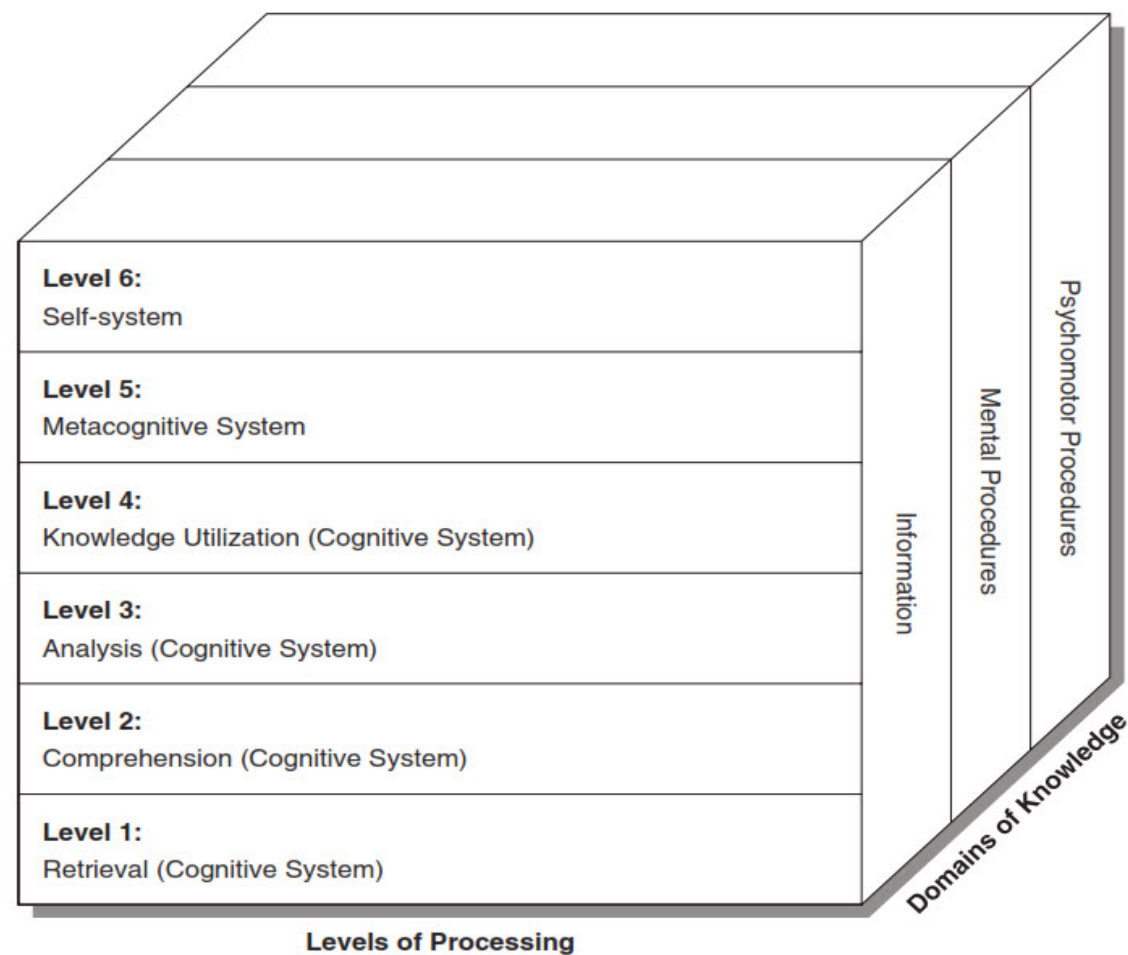 Level 6:
Self-system
Level 5:
Metacognitive System
Level 4:
Knowledge Utilization (Cognitive System)
Level 3:
Analysis (Cognitive System)
Level 2:
Comprehension (Cognitive System)
Level 1:
Retrieval (Cognitive System)
Information
Mental Procedures
Psychomotor Procedures
Domains of Knowledge
Levels of Processing